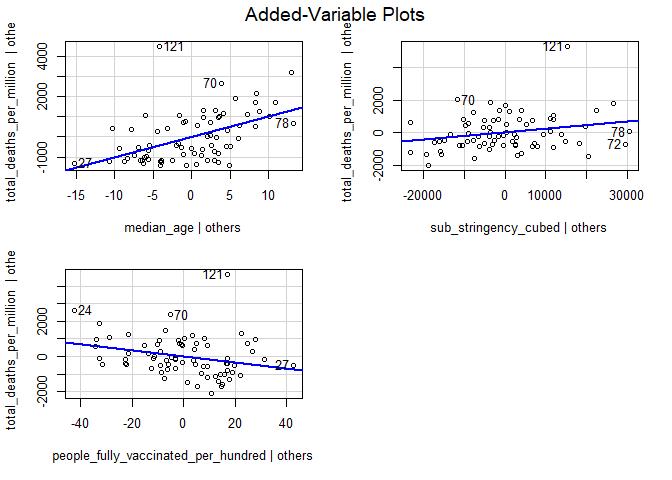 Added-Variable Plots
total_deaths_per_million | othe
4000
2000
-1000
121
70
78
27
-15 -10 -5 0 5 10
median_age | others
total_deaths_per_million | othe
2000
0
-2000
121
70
78
72
-20000 0 10000 30000
sub_stringency_cubed | others
total_deaths_per_million | othe
2000
0
-2000
121
24
70
27
-40 -20 0 20 40
people_fully_vaccinated_per_hundred | others